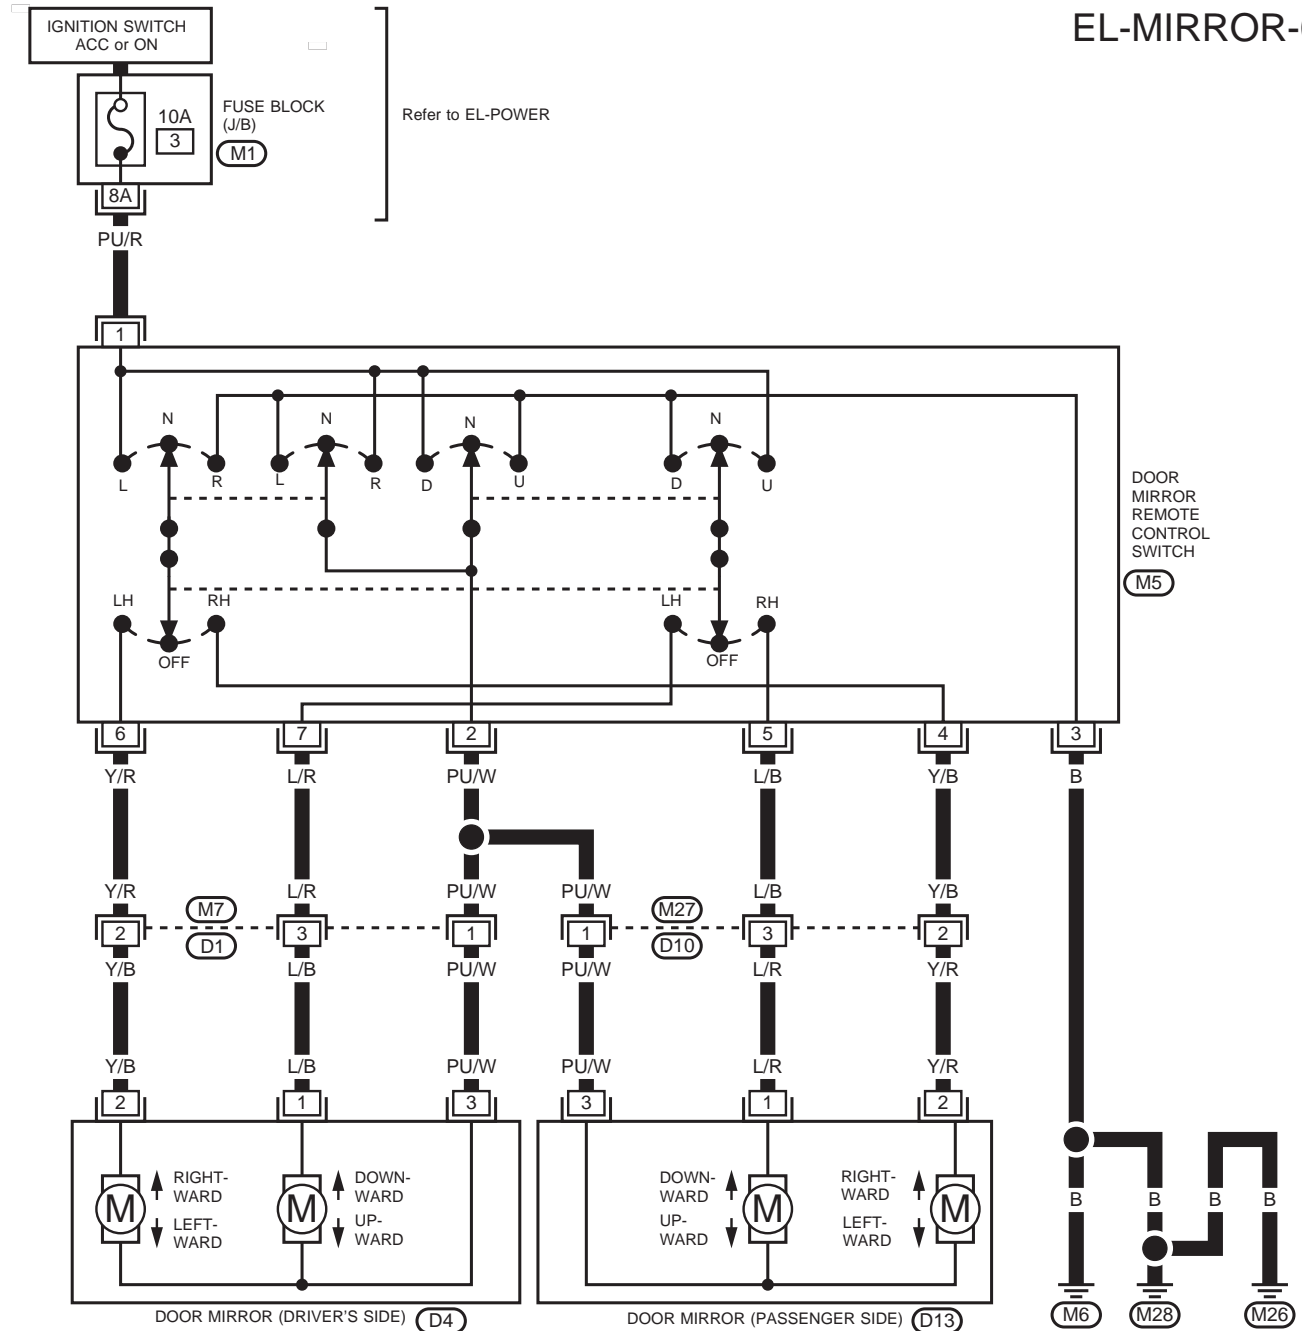 EL-MIRROR-
IGNITION SWITCH
ACC or ON
10A
3
FUSE BLOCK
(J/B)
M1
Refer to EL-POWER
8A
PU/R
1
N N N N
L R L R D U D U
DOOR
MIRROR
REMOTE
CONTROL
SWITCH
M5
LH RH LH RH
OFF OFF
6 7 2 5 4 3
Y/R L/R PU/W L/B Y/B B
Y/R L/R PU/W PU/W L/B Y/B
M7 M27
2 3 1 1 3 2
D1 D10
Y/B L/B PU/W PU/W L/R Y/R
Y/B L/B PU/W PU/W L/R Y/R
2 1 3 3 1 2
M RIGHT-
WARD
LEFT-
WARD
M DOWN-
WARD
UP-
WARD
DOWN-
WARD
UP-
WARD M
RIGHT-
WARD
LEFT-
WARD M
B B B B
DOOR MIRROR (DRIVER'S SIDE) D4
DOOR MIRROR (PASSENGER SIDE) D13
M6 M28 M26